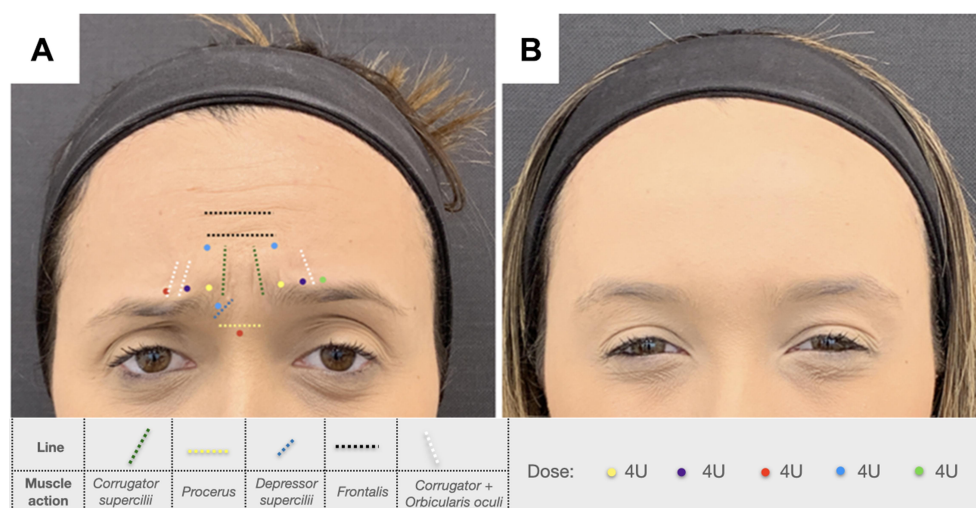 A
B
Line
Muscle action
Corrugator supercilii
Procerus
Depressor supercilii
Frontalis
Corrugator + Orbicularis oculi
Dose: 4U 4U 4U 4U 4U